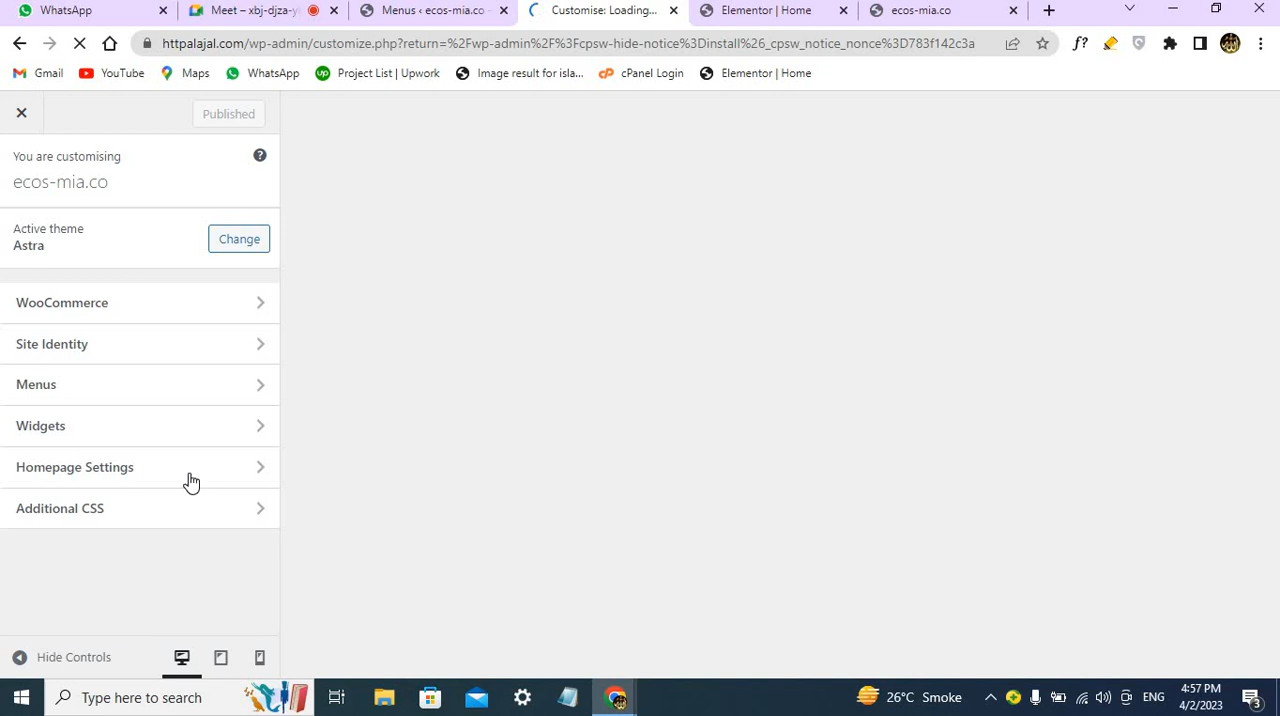 WhatsApp
Meet – xbj-djza-yi
Menus ‹ ecos-mia.co –
Customise: Loading...
Elementor | Home
ecos-mia.co
httpalajal.com/wp-admin/customize.php?return=%2Fwp-admin%2F%3Fcpsw-hide-notice%3Dinstall%26_cpsw_notice_nonce%3D783f142c3a
f?
Gmail
YouTube
Maps
WhatsApp
Project List | Upwork
Image result for isla...
cPanel Login
Elementor | Home
Published
You are customising
ecos-mia.co
Active theme
Astra
Change
WooCommerce
Site Identity
Menus
Widgets
Homepage Settings
Additional CSS
Hide Controls
Type here to search
26°C Smoke
ENG
4:57 PM
4/2/2023
3